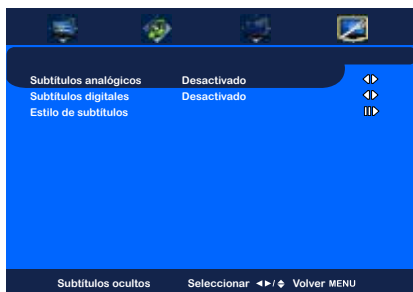 Subtítulos analógicos Desactivado
Subtítulos digitales Desactivado
Estilo de subtítulos
Subtítulos ocultos Seleccionar ◄►/ Volver MENU